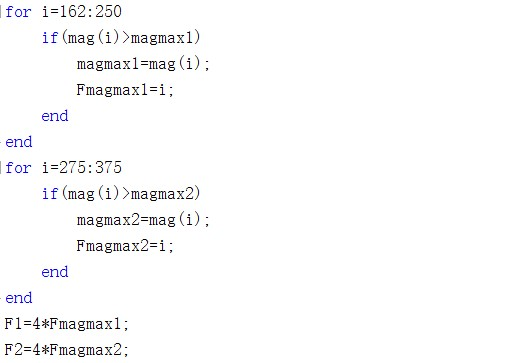 for i=162:250
if(mag(i)>magmax1)
magmax1=mag(i);
Fmagmax1=i;
end
end
for i=275:375
if(mag(i)>magmax2)
magmax2=mag(i);
Fmagmax2=i;
end
end
F1=4*Fmagmax1;
F2=4*Fmagmax2;